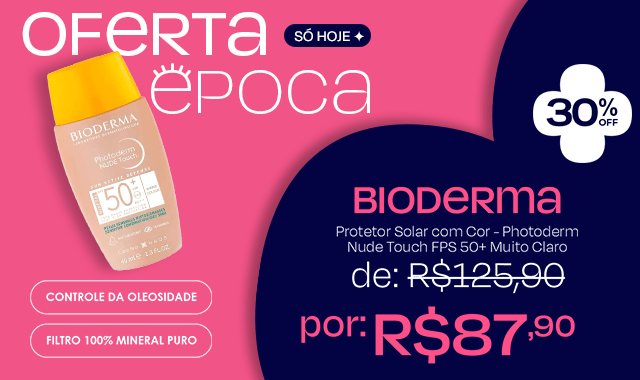 OFERTA
época
SÓ HOJE
30% OFF
BIODERMA
Photoderm
NUDE Touch
50+
BIODERMA
Protetor Solar com Cor - Photoderm
Nude Touch FPS 50+ Muito Claro
de: R$125,90
por: R$87,90
CONTROLE DA OLEOSIDADE
FILTRO 100% MINERAL PURO